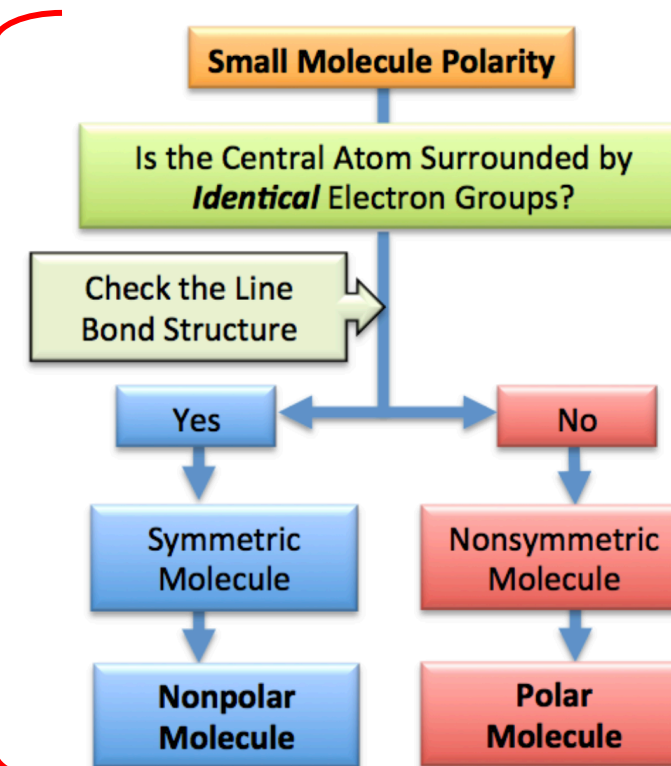 Small Molecule Polarity
Is the Central Atom Surrounded by
Identical Electron Groups?
Check the Line
Bond Structure
Yes
No
Symmetric
Molecule
Nonsymmetric
Molecule
Nonpolar
Molecule
Polar
Molecule